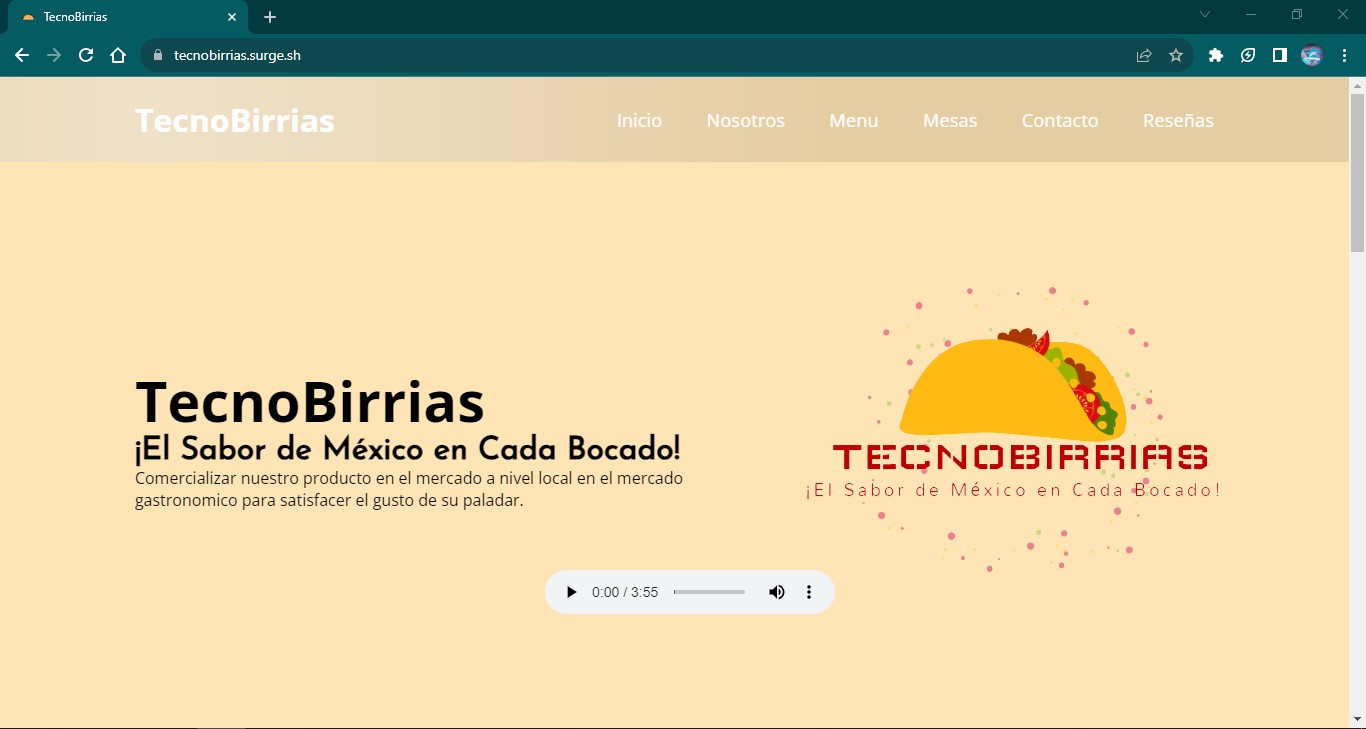 TecnoBirrias
tecnobirrias.surge.sh
TecnoBirrias
Inicio
Nosotros
Menu
Mesas
Contacto
Reseñas
TecnoBirrias
¡El Sabor de México en Cada Bocado!
Comercializar nuestro producto en el mercado a nivel local en el mercado
gastronomico para satisfacer el gusto de su paladar.
TECNOBIRRIAS
¡El Sabor de México en Cada Bocado!
0:00 / 3:55